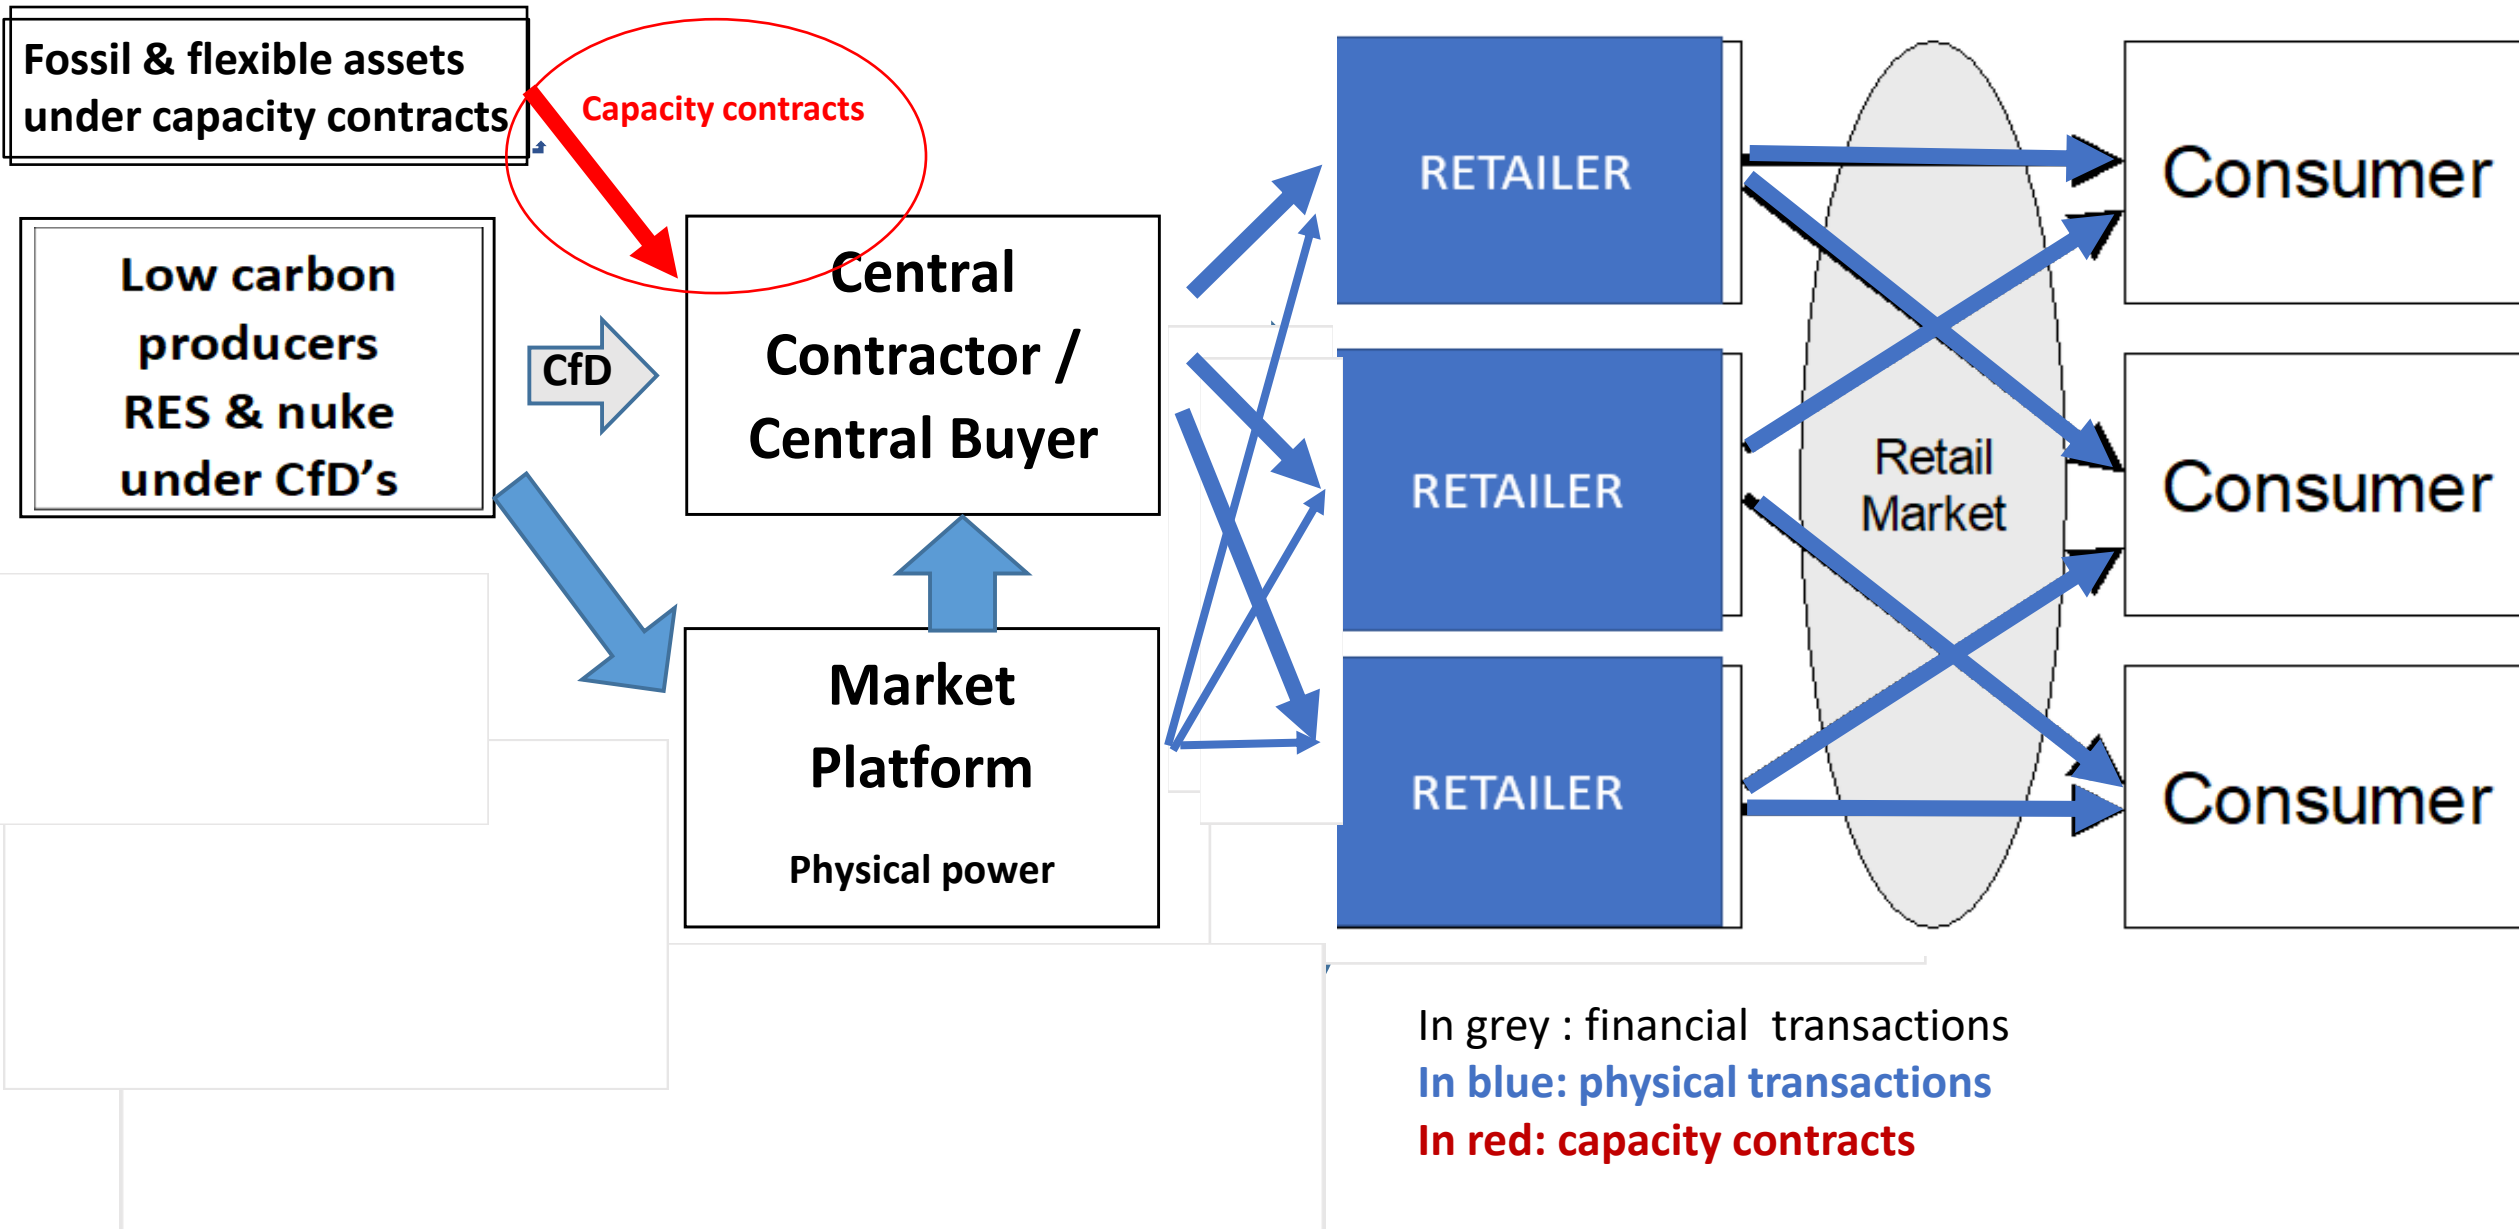 Fossil & flexible assets
under capacity contracts
Capacity contracts
Low carbon
producers
RES & nuke
under CfD’s
CfD
Central
Contractor /
Central Buyer
Market
Platform
Physical power
RETAILER
RETAILER
RETAILER
Retail
Market
Consumer
Consumer
Consumer
In grey : financial  transactions
In blue: physical transactions
In red: capacity contracts